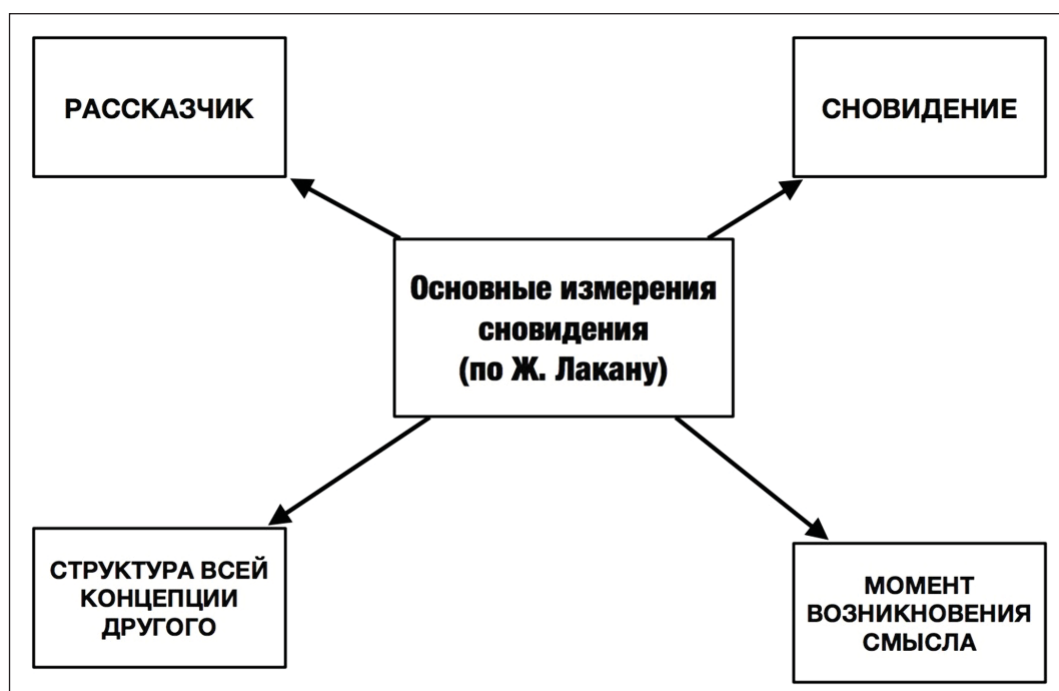 РАССКАЗЧИК
СНОВИДЕНИЕ
Основные измерения
сновидения
(по Ж. Лакану)
СТРУКТУРА ВСЕЙ
КОНЦЕПЦИИ
ДРУГОГО
МОМЕНТ
ВОЗНИКНОВЕНИЯ
СМЫСЛА